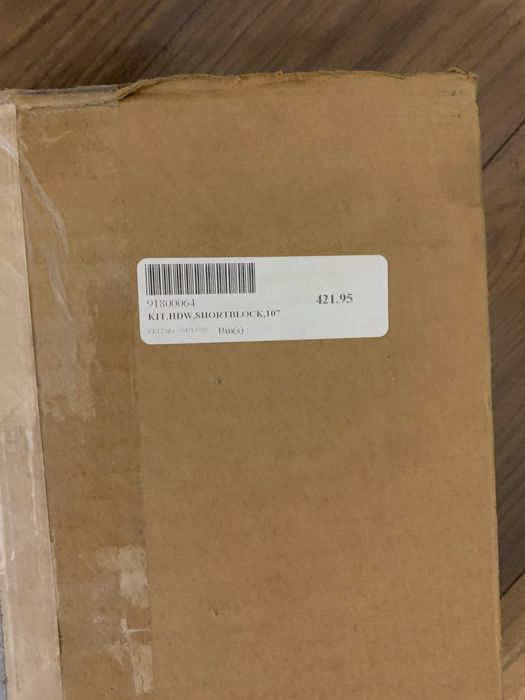 91800064
421.95
KIT,HDW,SHORTBLOCK,107
Bin(s)